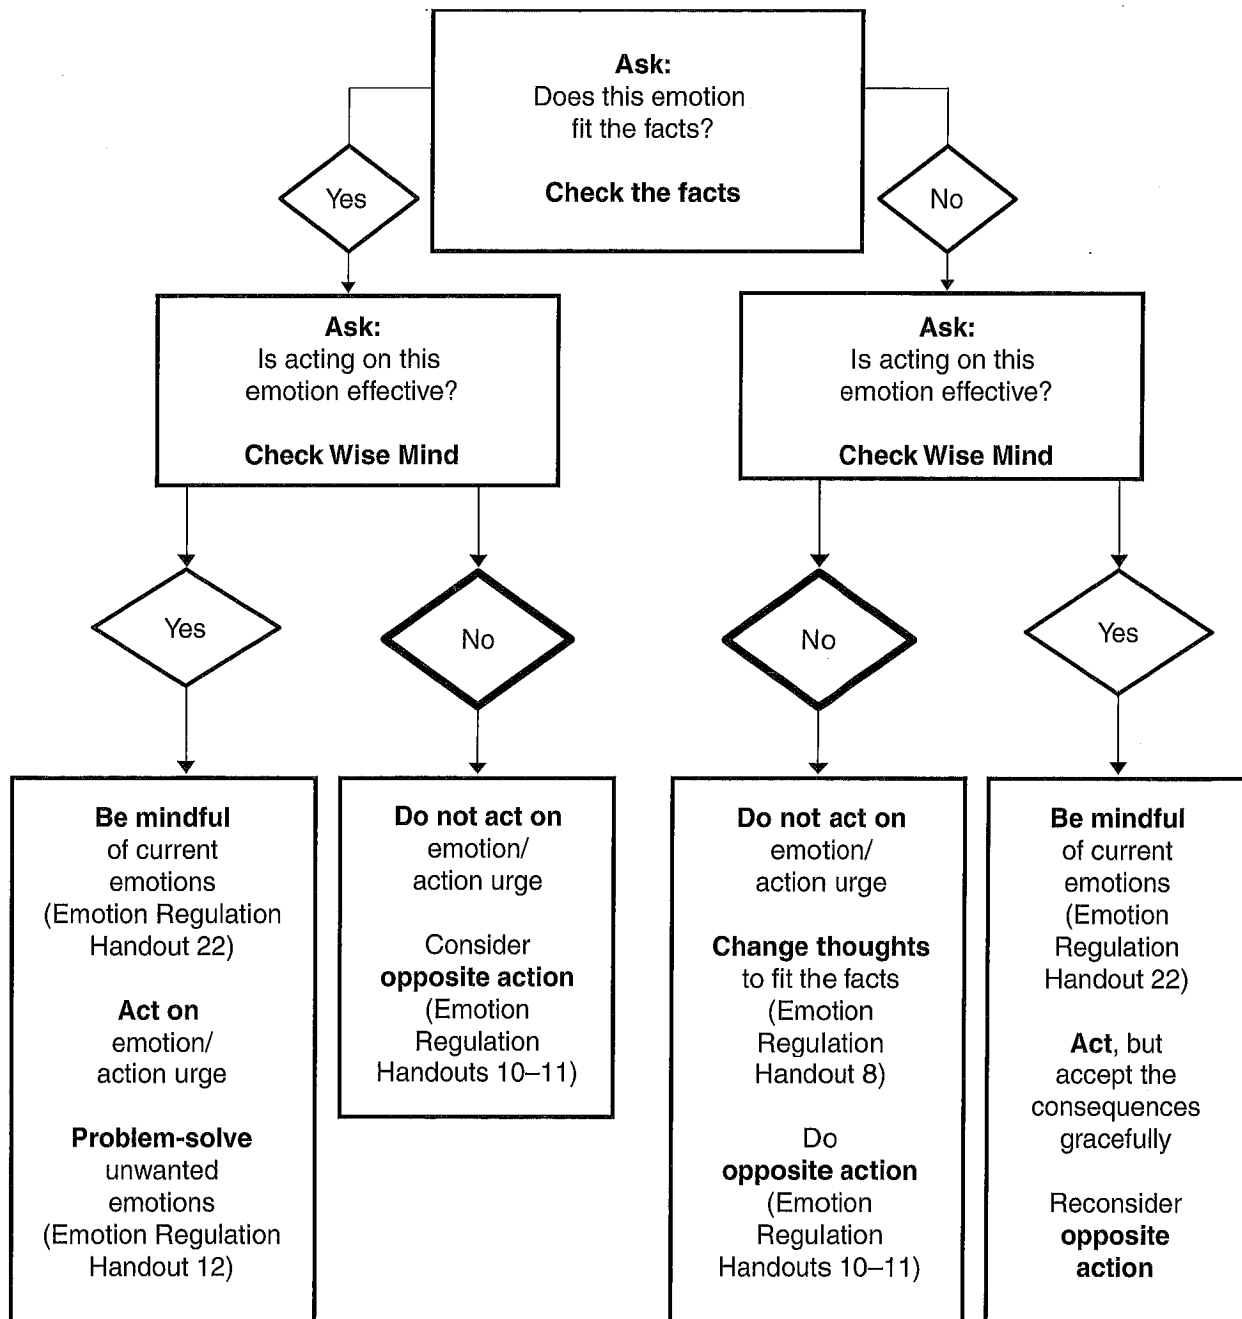 Ask:
Does this emotion
fit the facts?
Check the facts
Yes
No
Ask:
Is acting on this
emotion effective?
Check Wise Mind
Ask:
Is acting on this
emotion effective?
Check Wise Mind
Yes
No
No
Yes
Be mindful
of current
emotions
(Emotion Regulation
Handout 22)
Act on
emotion/
action urge
Problem-solve
unwanted
emotions
(Emotion Regulation
Handout 12)
Do not act on
emotion/
action urge
Consider
opposite action
(Emotion
Regulation
Handouts 10–11)
Do not act on
emotion/
action urge
Change thoughts
to fit the facts
(Emotion
Regulation
Handout 8)
Do
opposite action
(Emotion
Regulation
Handouts 10–11)
Be mindful
of current
emotions
(Emotion
Regulation
Handout 22)
Act, but
accept the
consequences
gracefully
Reconsider
opposite
action